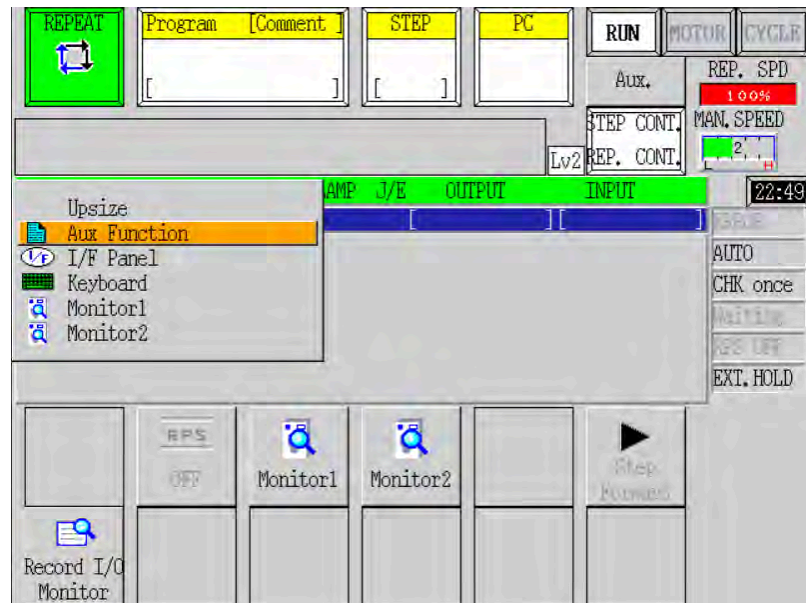 REPEAT
Program [Comment ]
[ ]
STEP
[ ]
PC
RUN
MOTOR
CYCLE
Aux.
REP. SPD
100%
STEP CONT.
REP. CONT.
MAN. SPEED
2
L H
Lv2
AMP J/E OUTPUT INPUT
22:49
[ ][ ]
Upsize
Aux Function
I/F I/F Panel
Keyboard
Monitor1
Monitor2
AUTO
CHK once
Waiting
RPS OFF
EXT. HOLD
RPS
OFF
Monitor1
Monitor2
Step
Forward
Record I/O
Monitor